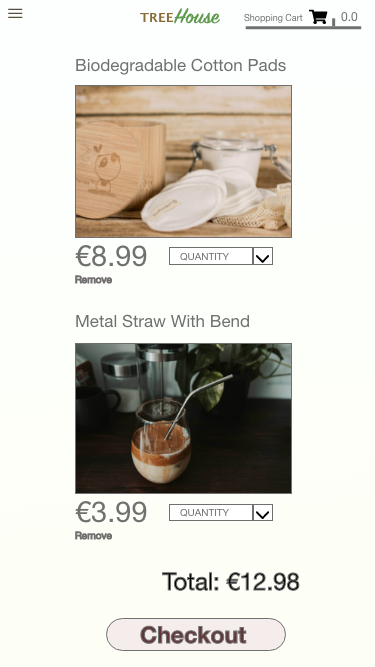 TREEHouse
Shopping Cart 0.0
Biodegradable Cotton Pads
€8.99 QUANTITY
Remove
Metal Straw With Bend
€3.99 QUANTITY
Remove
Total: €12.98
Checkout